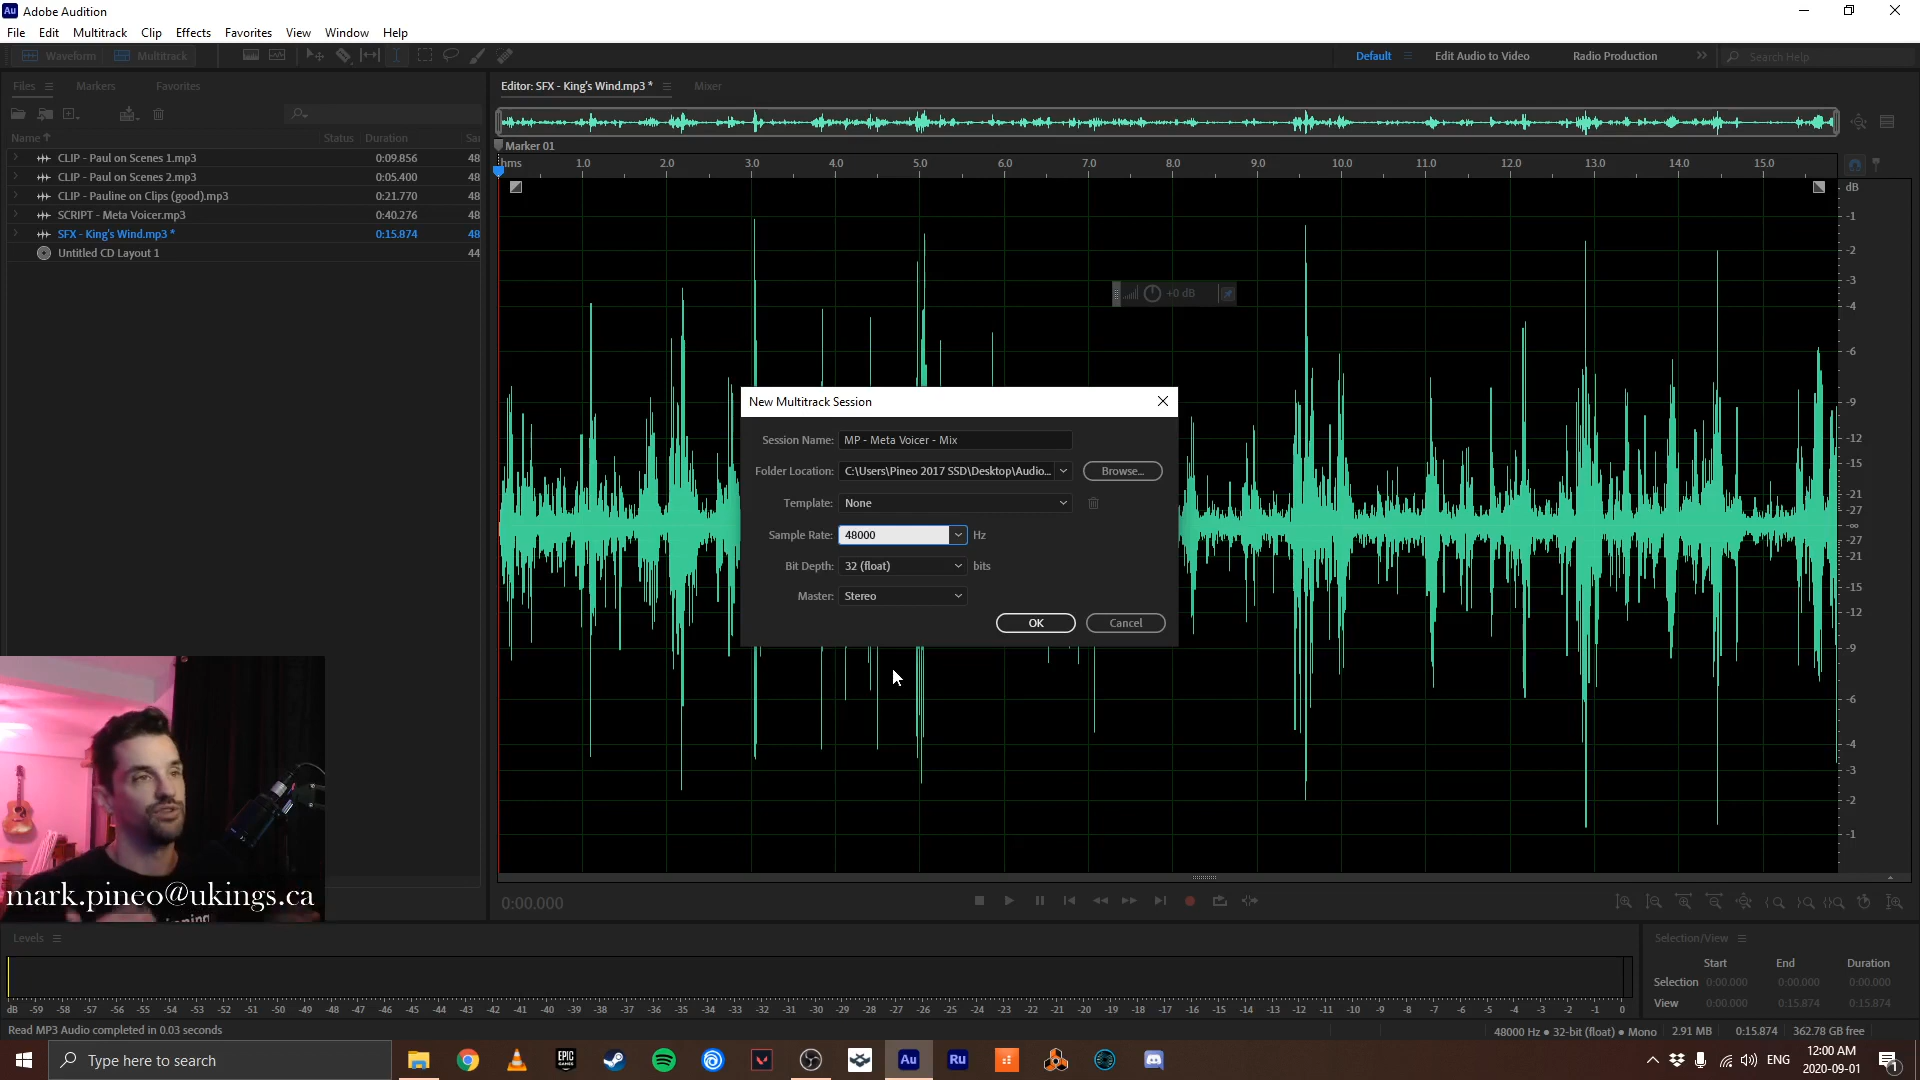 Au Adobe Audition
File Edit Multitrack Clip Effects Favorites View Window Help
Waveform Multitrack Default Edit Audio to Video Radio Production Search Help
Files Markers Favorites
Name Status Duration Sa
CLIP - Paul on Scenes 1.mp3 0:09.856 48
CLIP - Paul on Scenes 2.mp3 0:05.400 48
CLIP - Pauline on Clips (good).mp3 0:21.770 48
SCRIPT - Meta Voicer.mp3 0:40.276 48
SFX - King's Wind.mp3 * 0:15.874 48
Untitled CD Layout 1 44
Editor: SFX - King's Wind.mp3 * Mixer
Marker 01
hms 1.0 2.0 3.0 4.0 5.0 6.0 7.0 8.0 9.0 10.0 11.0 12.0 13.0 14.0 15.0
dB
-1
-2
-3
-4
-6
-9
-12
-15
-21
-27
-∞
-27
-21
-15
-12
-9
-6
-4
-3
-2
-1
+0 dB
New Multitrack Session
Session Name: MP - Meta Voicer - Mix
Folder Location: C:\Users\Pineo 2017 SSD\Desktop\Audio... Browse...
Template: None
Sample Rate: 48000 Hz
Bit Depth: 32 (float) bits
Master: Stereo
OK Cancel
mark.pineo@ukings.ca
0:00.000
Levels
dB -59 -58 -57 -56 -55 -54 -53 -52 -51 -50 -49 -48 -47 -46 -45 -44 -43 -42 -41 -40 -39 -38 -37 -36 -35 -34 -33 -32 -31 -30 -29 -28 -27 -26 -25 -24 -23 -22 -21 -20 -19 -18 -17 -16 -15 -14 -13 -12 -11 -10 -9 -8 -7 -6 -5 -4 -3 -2 -1 0
Selection/View
Start End Duration
Selection 0:00.000 0:00.000 0:00.000
View 0:00.000 0:15.874 0:15.874
Read MP3 Audio completed in 0.03 seconds
48000 Hz ● 32-bit (float) ● Mono 2.91 MB 0:15.874 362.78 GB free
Type here to search
EPIC GAMES
Au
Ru
ENG
12:00 AM
2020-09-01
1